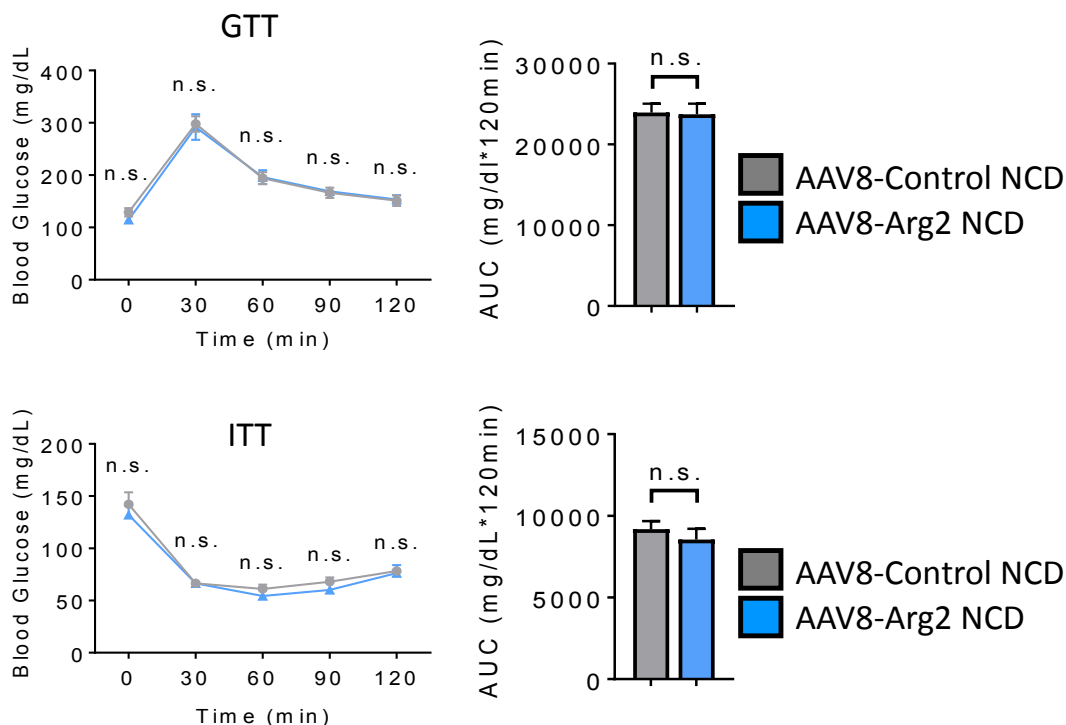 GTT
Blood Glucose (mg/dL
400
300
200
100
0
n.s.
n.s.
n.s.
n.s.
n.s.
0 30 60 90 120
Time (min)
AUC (mg/dl*120min)
30000
20000
10000
0
n.s.
AAV8-Control NCD
AAV8-Arg2 NCD
ITT
Blood Glucose (mg/dL)
200
150
100
50
0
n.s.
n.s.
n.s.
n.s.
n.s.
0 30 60 90 120
Time (min)
AUC (mg/dL*120min)
15000
10000
5000
0
n.s.
AAV8-Control NCD
AAV8-Arg2 NCD